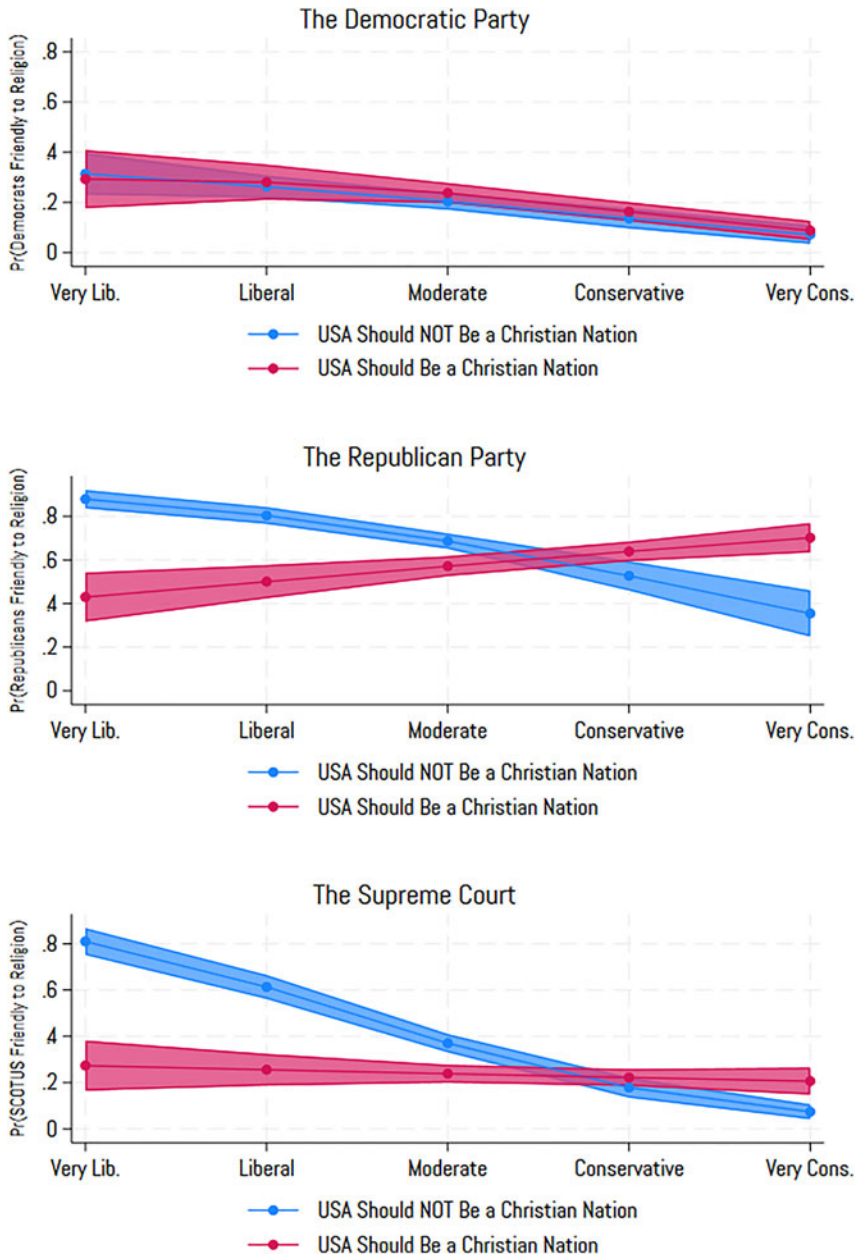 The Democratic Party
Pr(Democrats Friendly to Religion)
.8
.6
.4
.2
0
Very Lib.
Liberal
Moderate
Conservative
Very Cons.
USA Should NOT Be a Christian Nation
USA Should Be a Christian Nation
The Republican Party
Pr(Republicans Friendly to Religion)
.8
.6
.4
.2
0
Very Lib.
Liberal
Moderate
Conservative
Very Cons.
USA Should NOT Be a Christian Nation
USA Should Be a Christian Nation
The Supreme Court
Pr(SCOTUS Friendly to Religion)
.8
.6
.4
.2
0
Very Lib.
Liberal
Moderate
Conservative
Very Cons.
USA Should NOT Be a Christian Nation
USA Should Be a Christian Nation